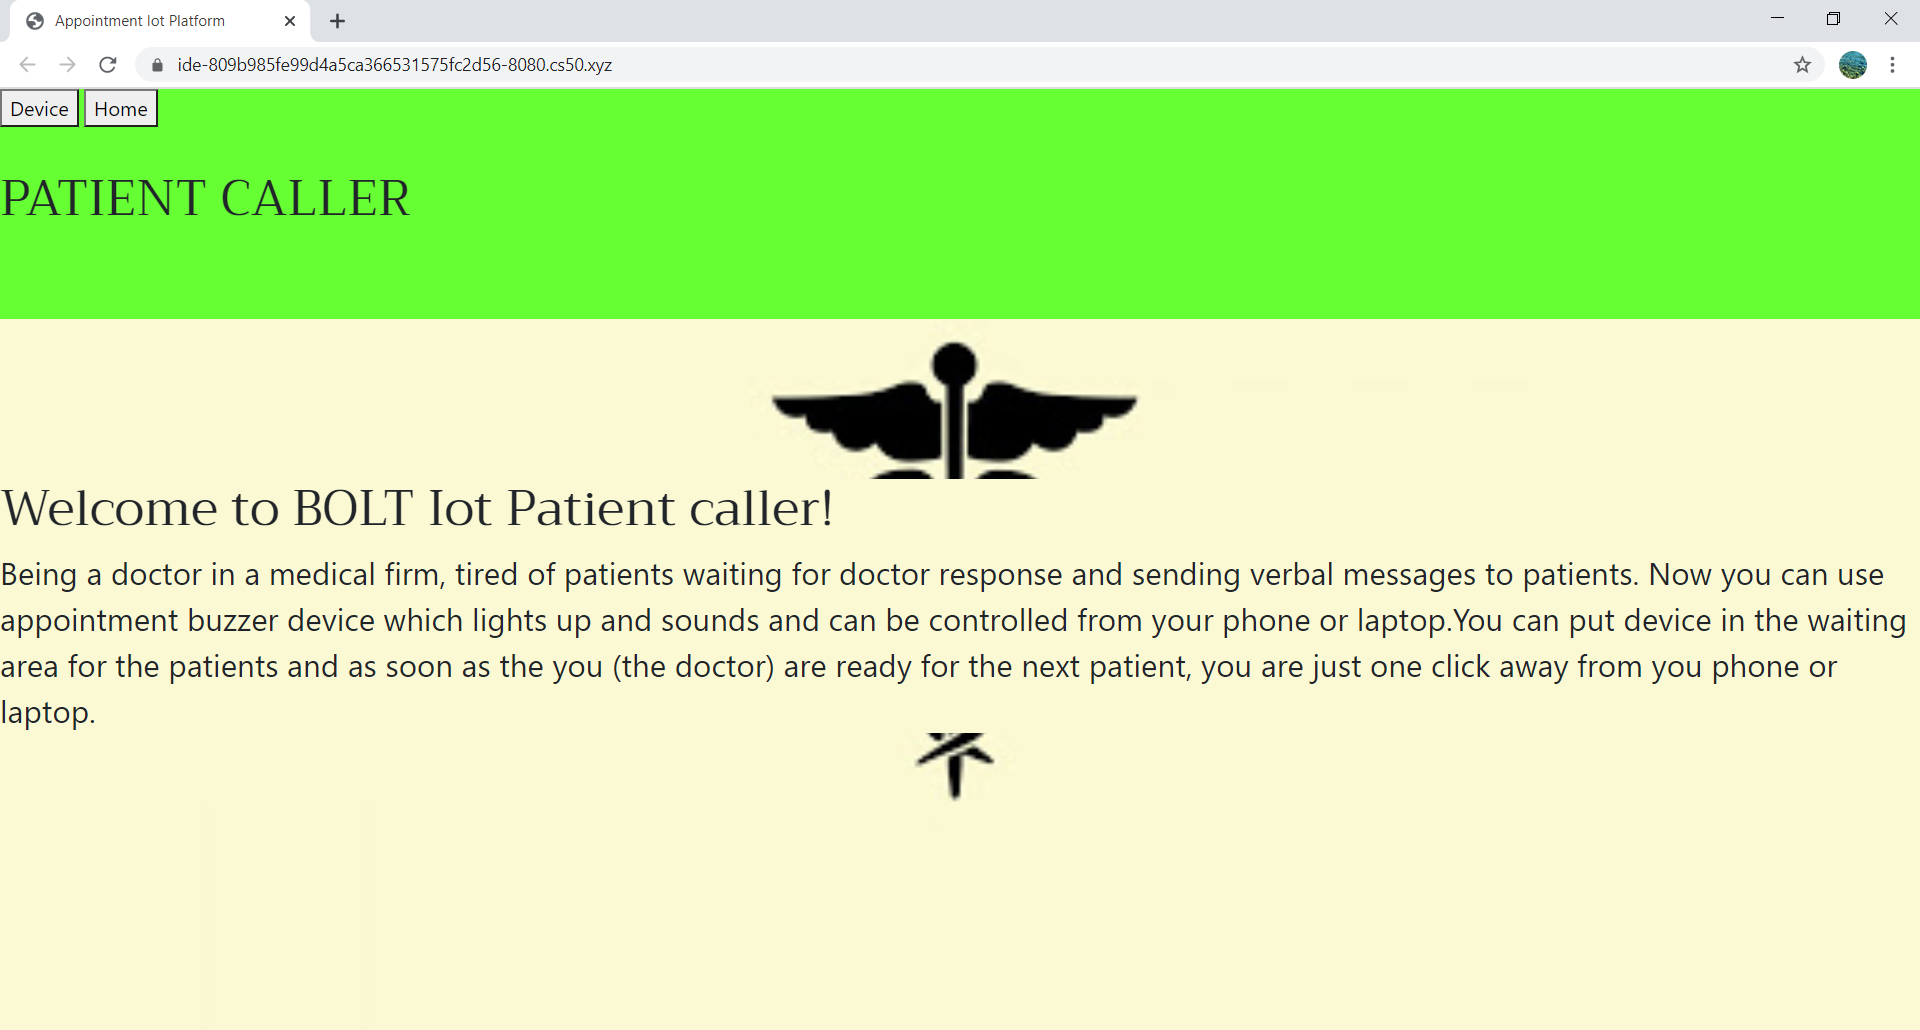 Appointment Iot Platform
ide-809b985fe99d4a5ca366531575fc2d56-8080.cs50.xyz
Device Home
PATIENT CALLER
Welcome to BOLT Iot Patient caller!
Being a doctor in a medical firm, tired of patients waiting for doctor response and sending verbal messages to patients. Now you can use
appointment buzzer device which lights up and sounds and can be controlled from your phone or laptop.You can put device in the waiting
area for the patients and as soon as the you (the doctor) are ready for the next patient, you are just one click away from you phone or
laptop.